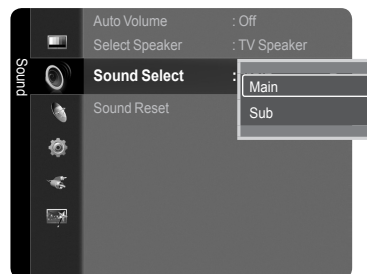 Sound
Auto Volume : Off
Select Speaker : TV Speaker
Sound Select :
Main
Sub
Sound Reset